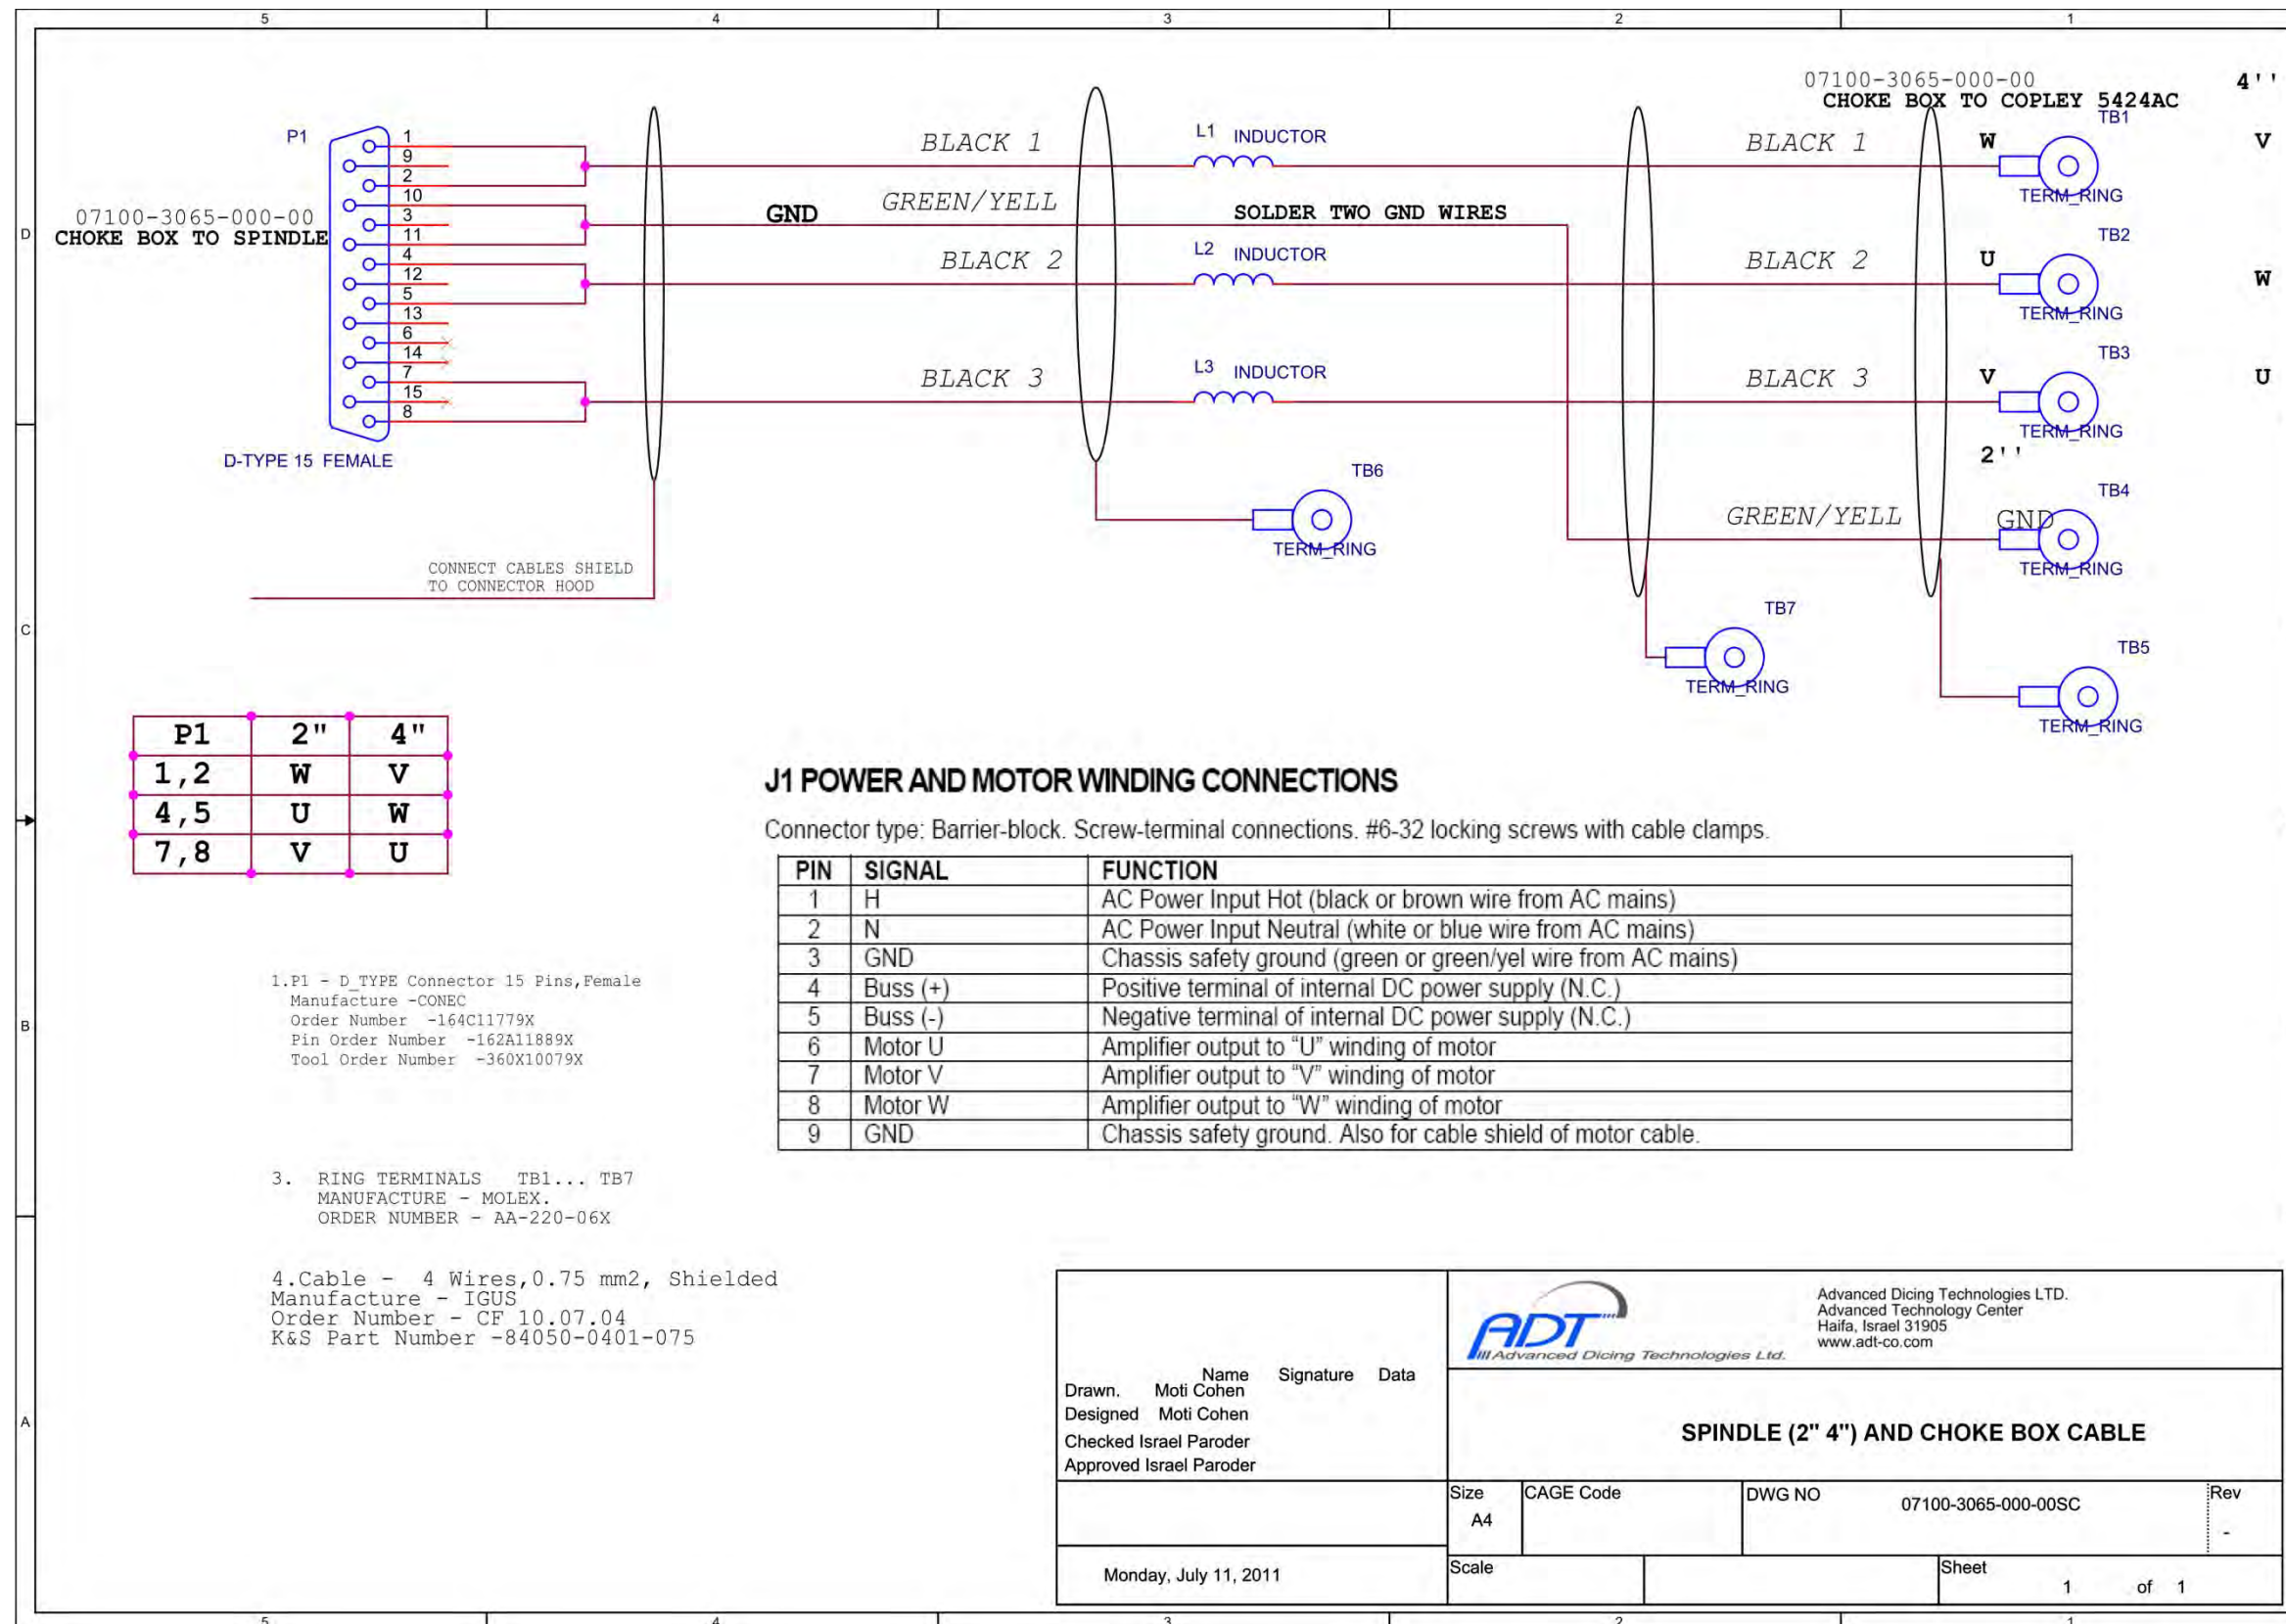 5 4 3 2 1
07100-3065-000-00
CHOKE BOX TO COPLEY 5424AC
4''
P1
1
9
2
10
3
11
4
12
5
13
6
14
7
15
8
D-TYPE 15 FEMALE
07100-3065-000-00
CHOKE BOX TO SPINDLE
BLACK 1
L1 INDUCTOR
BLACK 1
W
TB1
TERM_RING
V
GND
GREEN/YELL
SOLDER TWO GND WIRES
BLACK 2
L2 INDUCTOR
BLACK 2
U
TB2
TERM_RING
W
BLACK 3
L3 INDUCTOR
BLACK 3
V
TB3
TERM_RING
U
2''
TB6
TERM_RING
GREEN/YELL
GND
TB4
TERM_RING
CONNECT CABLES SHIELD
TO CONNECTOR HOOD
TB7
TERM_RING
TB5
TERM_RING
D
C
B
A
P1 2" 4"
1,2 W V
4,5 U W
7,8 V U
J1 POWER AND MOTOR WINDING CONNECTIONS
Connector type: Barrier-block. Screw-terminal connections. #6-32 locking screws with cable clamps.
PIN SIGNAL FUNCTION
1 H AC Power Input Hot (black or brown wire from AC mains)
2 N AC Power Input Neutral (white or blue wire from AC mains)
3 GND Chassis safety ground (green or green/yel wire from AC mains)
4 Buss (+) Positive terminal of internal DC power supply (N.C.)
5 Buss (-) Negative terminal of internal DC power supply (N.C.)
6 Motor U Amplifier output to “U” winding of motor
7 Motor V Amplifier output to “V” winding of motor
8 Motor W Amplifier output to “W” winding of motor
9 GND Chassis safety ground. Also for cable shield of motor cable.
1.P1 - D_TYPE Connector 15 Pins,Female
Manufacture -CONEC
Order Number -164C11779X
Pin Order Number -162A11889X
Tool Order Number -360X10079X
3. RING TERMINALS TB1... TB7
MANUFACTURE - MOLEX.
ORDER NUMBER - AA-220-06X
4.Cable - 4 Wires,0.75 mm2, Shielded
Manufacture - IGUS
Order Number - CF 10.07.04
K&S Part Number -84050-0401-075
Name Signature Data
Drawn. Moti Cohen
Designed Moti Cohen
Checked Israel Paroder
Approved Israel Paroder
Monday, July 11, 2011
ADT
Advanced Dicing Technologies Ltd.
Advanced Dicing Technologies LTD.
Advanced Technology Center
Haifa, Israel 31905
www.adt-co.com
SPINDLE (2" 4") AND CHOKE BOX CABLE
Size
A4
CAGE Code
DWG NO
07100-3065-000-00SC
Rev
-
Scale
Sheet
1 of 1
5 4 3 2 1